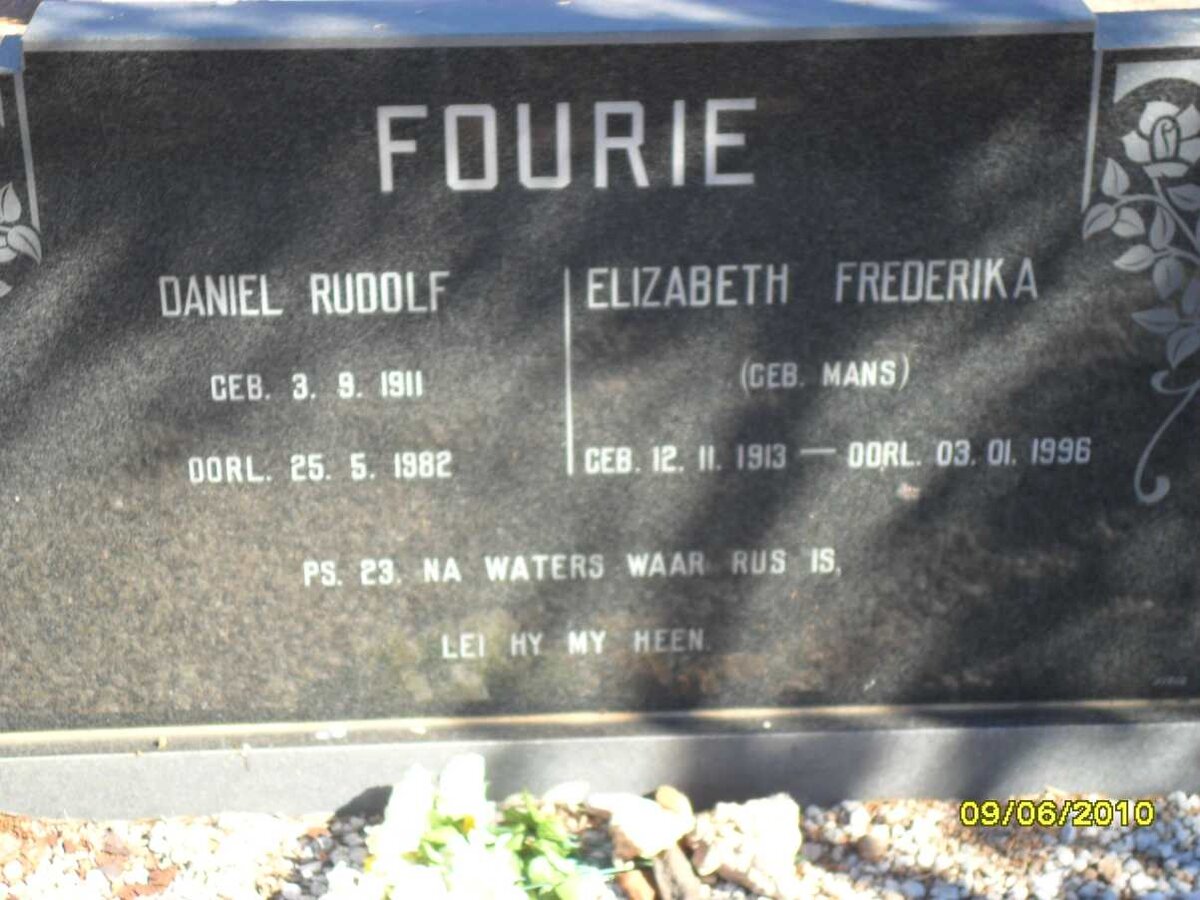 FOURIE
DANIEL RUDOLF
GEB. 3. 9. 1911
OORL. 25. 5. 1982
ELIZABETH FREDERIKA
(GEB. MANS)
GEB. 12. 11. 1913 — OORL. 03. 01. 1996
PS. 23. NA WATERS WAAR RUS IS,
LEI HY MY HEEN.
09/06/2010